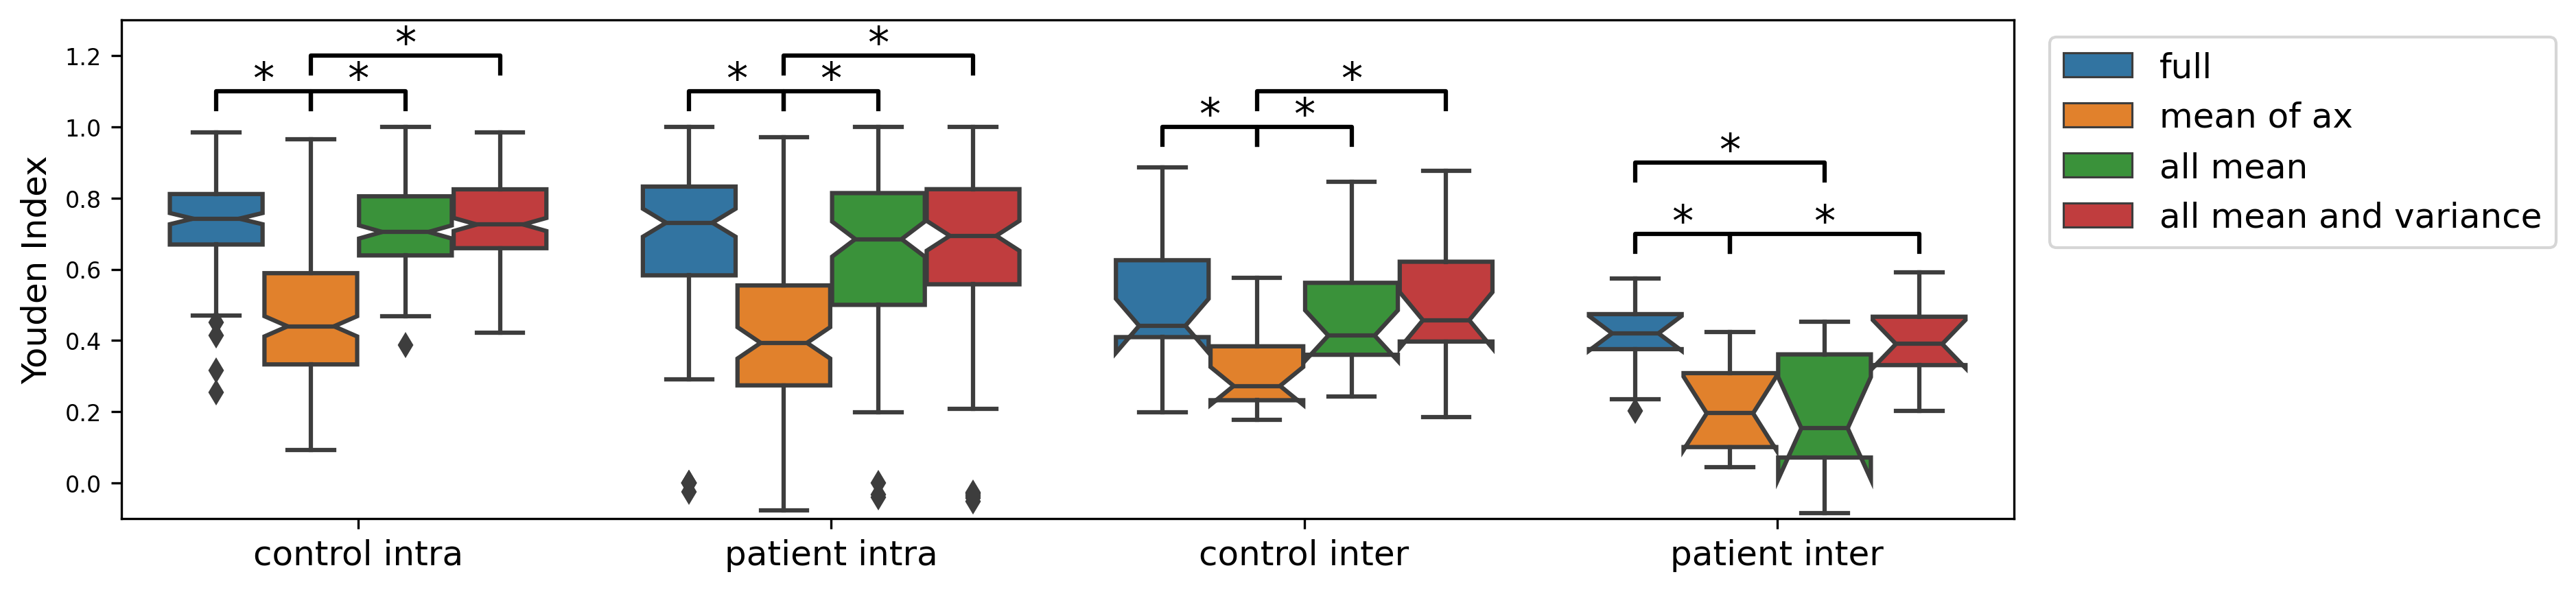 Youden Index
1.2
1.0
0.8
0.6
0.4
0.2
0.0
* * *
* * *
* * *
* * *
control intra
patient intra
control inter
patient inter
full
mean of ax
all mean
all mean and variance